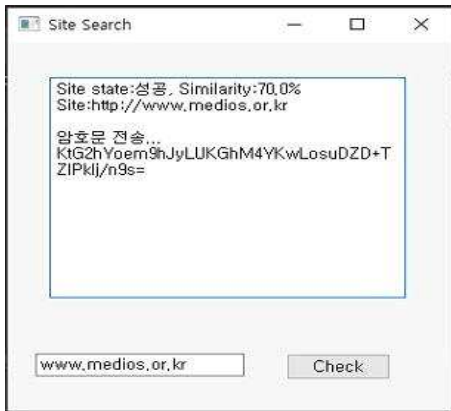 Site Search
Site state:성공, Similarity:70.0%
Site:http://www.medios.or.kr
암호문 전송...
KtG2hYoem9hJyLUKGhM4YKwLosuDZD+T
ZIPklj/n9s=
www.medios.or.kr
Check